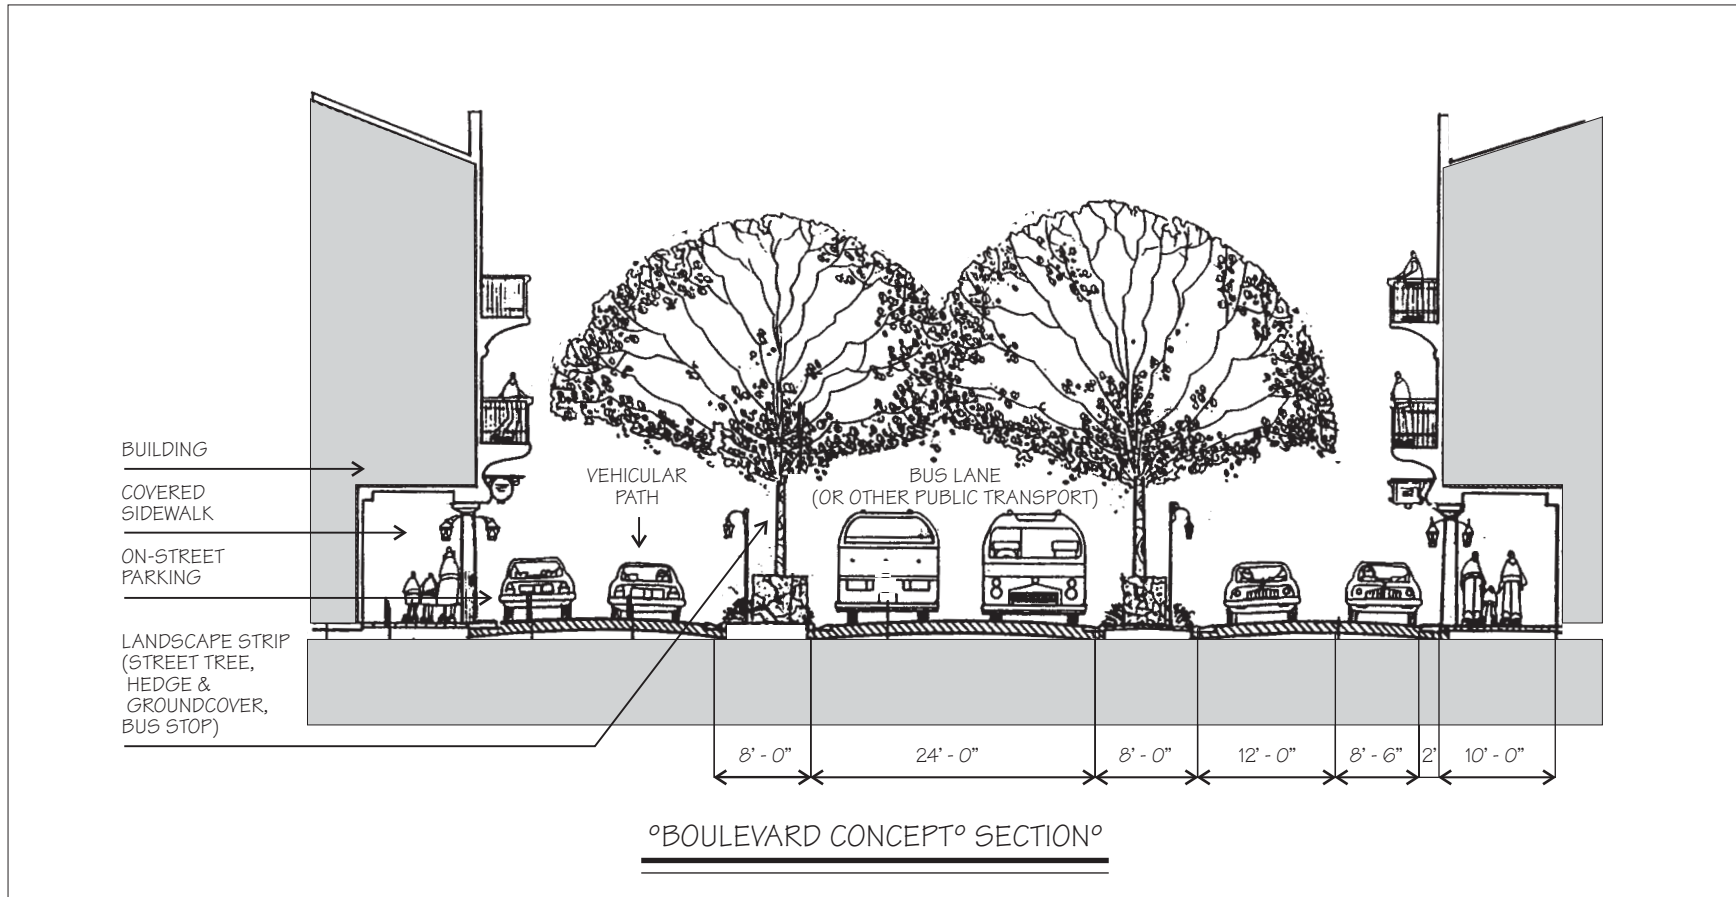 BUILDING
COVERED
SIDEWALK
ON-STREET
PARKING
LANDSCAPE STRIP
(STREET TREE,
HEDGE &
GROUNDCOVER,
BUS STOP)
VEHICULAR
PATH
BUS LANE
(OR OTHER PUBLIC TRANSPORT)
8' - 0" 24' - 0" 8' - 0" 12' - 0" 8' - 6" 2' 10' - 0"
°BOULEVARD CONCEPT° SECTION°